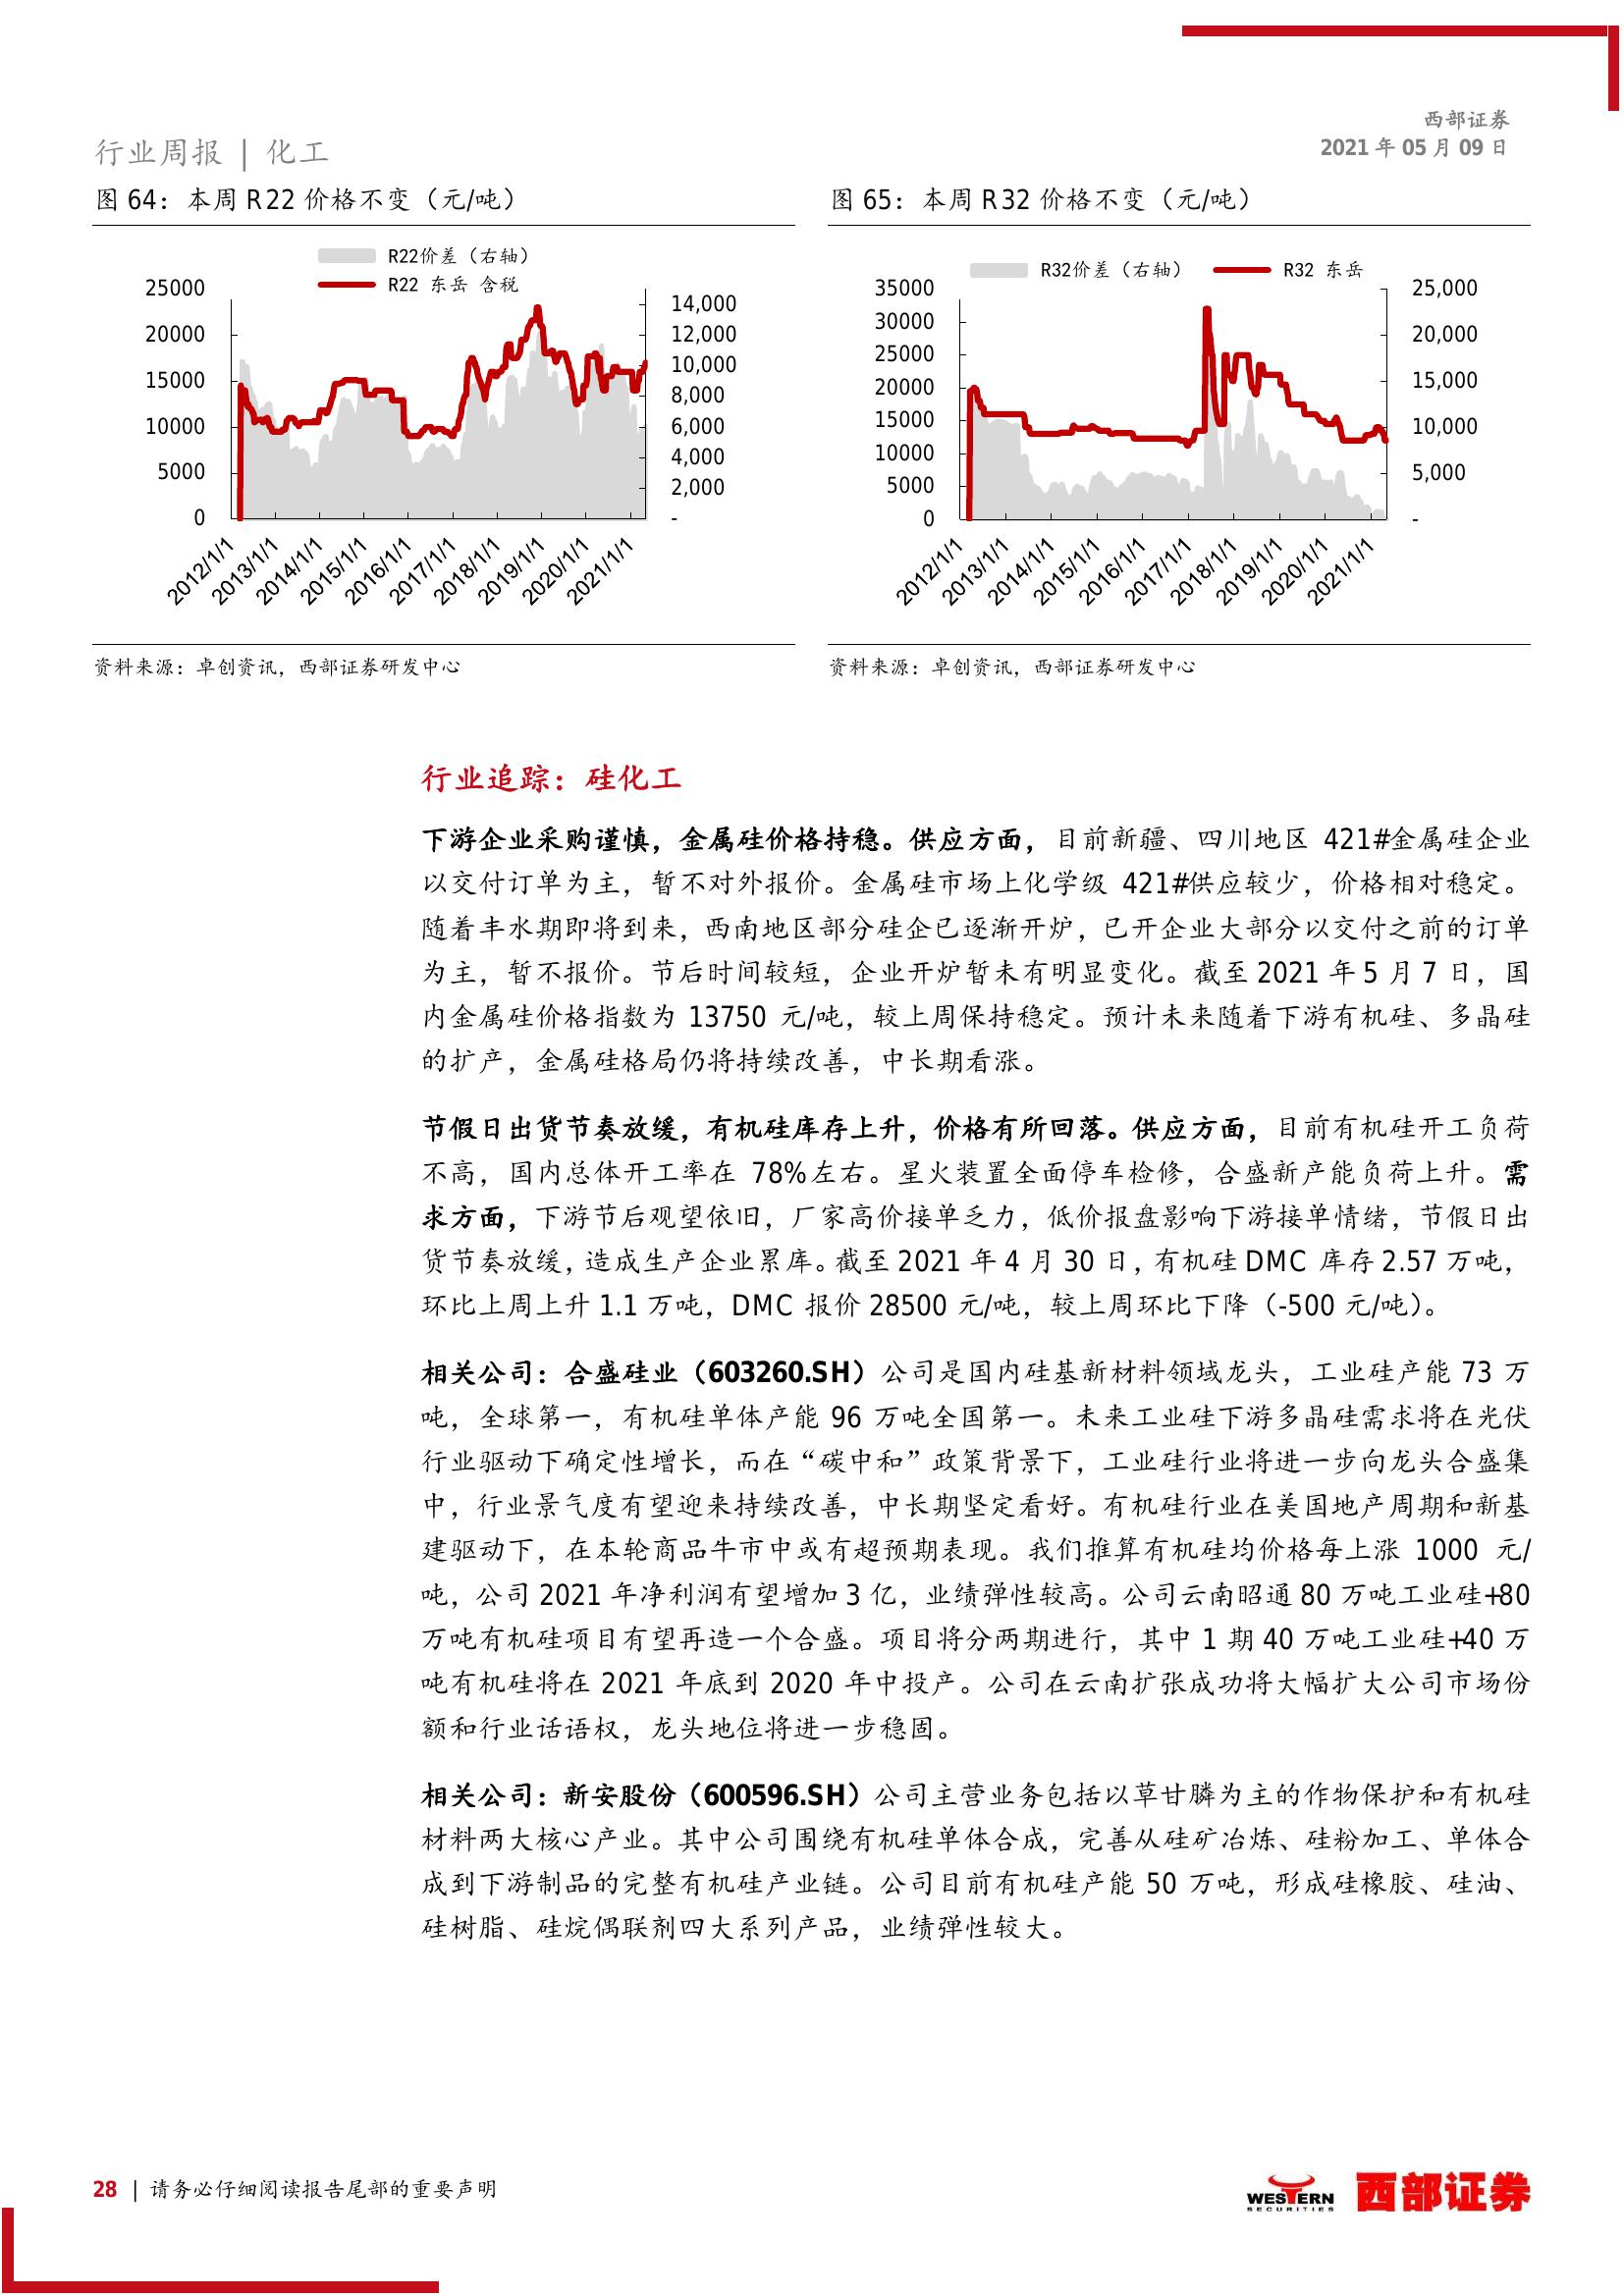 西部证券
2021 年 05 月 09 日
行业周报 | 化工
图 64：本周 R22 价格不变（元/吨）
R22价差（右轴）
R22 东岳 含税
25000
20000
15000
10000
5000
0
14,000
12,000
10,000
8,000
6,000
4,000
2,000
-
2012/1/1
2013/1/1
2014/1/1
2015/1/1
2016/1/1
2017/1/1
2018/1/1
2019/1/1
2020/1/1
2021/1/1
资料来源：卓创资讯，西部证券研发中心
图 65：本周 R32 价格不变（元/吨）
R32价差（右轴）
R32 东岳
35000
30000
25000
20000
15000
10000
5000
0
25,000
20,000
15,000
10,000
5,000
-
2012/1/1
2013/1/1
2014/1/1
2015/1/1
2016/1/1
2017/1/1
2018/1/1
2019/1/1
2020/1/1
2021/1/1
资料来源：卓创资讯，西部证券研发中心
行业追踪：硅化工
下游企业采购谨慎，金属硅价格持稳。供应方面，目前新疆、四川地区 421#金属硅企业
以交付订单为主，暂不对外报价。金属硅市场上化学级 421#供应较少，价格相对稳定。
随着丰水期即将到来，西南地区部分硅企已逐渐开炉，已开企业大部分以交付之前的订单
为主，暂不报价。节后时间较短，企业开炉暂未有明显变化。截至 2021 年 5 月 7 日，国
内金属硅价格指数为 13750 元/吨，较上周保持稳定。预计未来随着下游有机硅、多晶硅
的扩产，金属硅格局仍将持续改善，中长期看涨。
节假日出货节奏放缓，有机硅库存上升，价格有所回落。供应方面，目前有机硅开工负荷
不高，国内总体开工率在 78%左右。星火装置全面停车检修，合盛新产能负荷上升。需
求方面，下游节后观望依旧，厂家高价接单乏力，低价报盘影响下游接单情绪，节假日出
货节奏放缓，造成生产企业累库。截至 2021 年 4 月 30 日，有机硅 DMC 库存 2.57 万吨，
环比上周上升 1.1 万吨，DMC 报价 28500 元/吨，较上周环比下降（-500 元/吨）。
相关公司：合盛硅业（603260.SH）公司是国内硅基新材料领域龙头，工业硅产能 73 万
吨，全球第一，有机硅单体产能 96 万吨全国第一。未来工业硅下游多晶硅需求将在光伏
行业驱动下确定性增长，而在“碳中和”政策背景下，工业硅行业将进一步向龙头合盛集
中，行业景气度有望迎来持续改善，中长期坚定看好。有机硅行业在美国地产周期和新基
建驱动下，在本轮商品牛市中或有超预期表现。我们推算有机硅均价格每上涨 1000 元/
吨，公司 2021 年净利润有望增加 3 亿，业绩弹性较高。公司云南昭通 80 万吨工业硅+80
万吨有机硅项目有望再造一个合盛。项目将分两期进行，其中 1 期 40 万吨工业硅+40 万
吨有机硅将在 2021 年底到 2020 年中投产。公司在云南扩张成功将大幅扩大公司市场份
额和行业话语权，龙头地位将进一步稳固。
相关公司：新安股份（600596.SH）公司主营业务包括以草甘膦为主的作物保护和有机硅
材料两大核心产业。其中公司围绕有机硅单体合成，完善从硅矿冶炼、硅粉加工、单体合
成到下游制品的完整有机硅产业链。公司目前有机硅产能 50 万吨，形成硅橡胶、硅油、
硅树脂、硅烷偶联剂四大系列产品，业绩弹性较大。
28 | 请务必仔细阅读报告尾部的重要声明
WESTERN
SECURITIES
西部证券